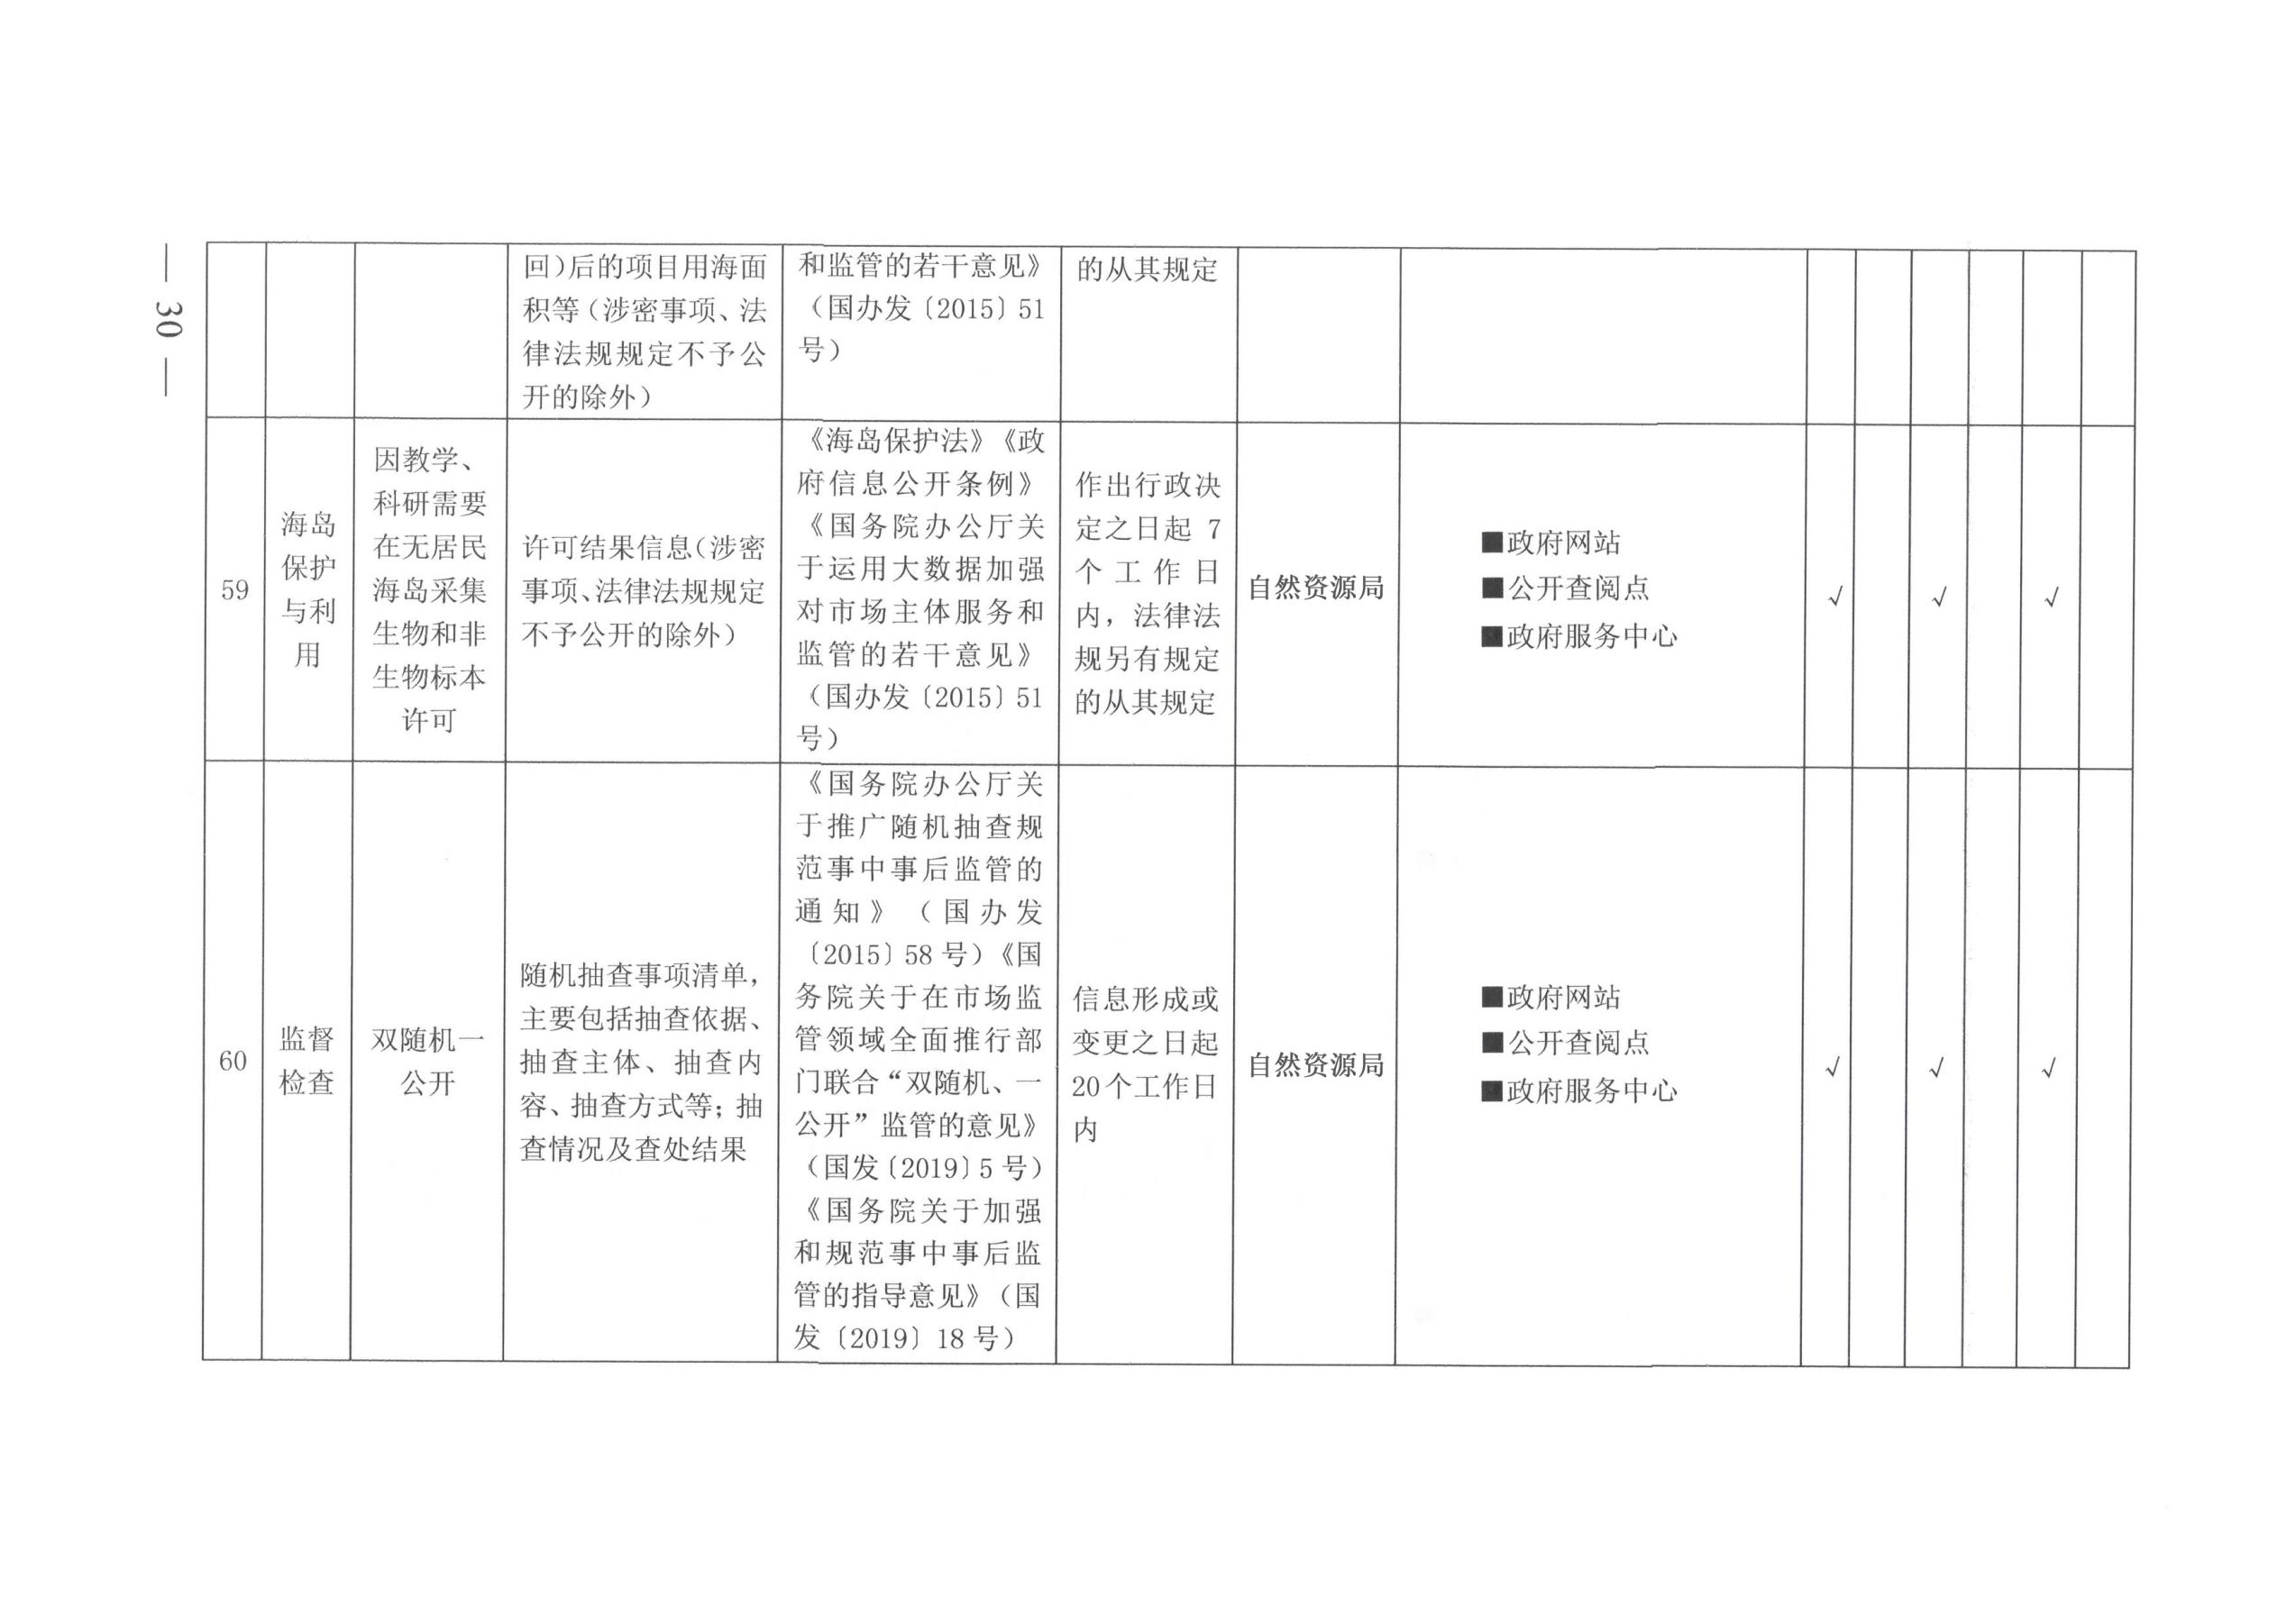 — 30 —
回)后的项目用海面
积等(涉密事项、法
律法规规定不予公
开的除外)
和监管的若干意见》
(国办发〔2015〕51
号)
的从其规定
59
海岛
保护
与利
用
因教学、
科研需要
在无居民
海岛采集
生物和非
生物标本
许可
许可结果信息(涉密
事项、法律法规规定
不予公开的除外)
《海岛保护法》《政
府信息公开条例》
《国务院办公厅关
于运用大数据加强
对市场主体服务和
监管的若干意见》
(国办发〔2015〕51
号)
作出行政决
定之日起 7
个工作日
内,法律法
规另有规定
的从其规定
自然资源局
■政府网站
■公开查阅点
■政府服务中心
√ √ √
60
监督
检查
双随机一
公开
随机抽查事项清单,
主要包括抽查依据、
抽查主体、抽查内
容、抽查方式等;抽
查情况及查处结果
《国务院办公厅关
于推广随机抽查规
范事中事后监管的
通知》(国办发
〔2015〕58 号)《国
务院关于在市场监
管领域全面推行部
门联合“双随机、一
公开”监管的意见》
(国发〔2019〕5 号)
《国务院关于加强
和规范事中事后监
管的指导意见》(国
发〔2019〕18 号)
信息形成或
变更之日起
20个工作日
内
自然资源局
■政府网站
■公开查阅点
■政府服务中心
√ √ √